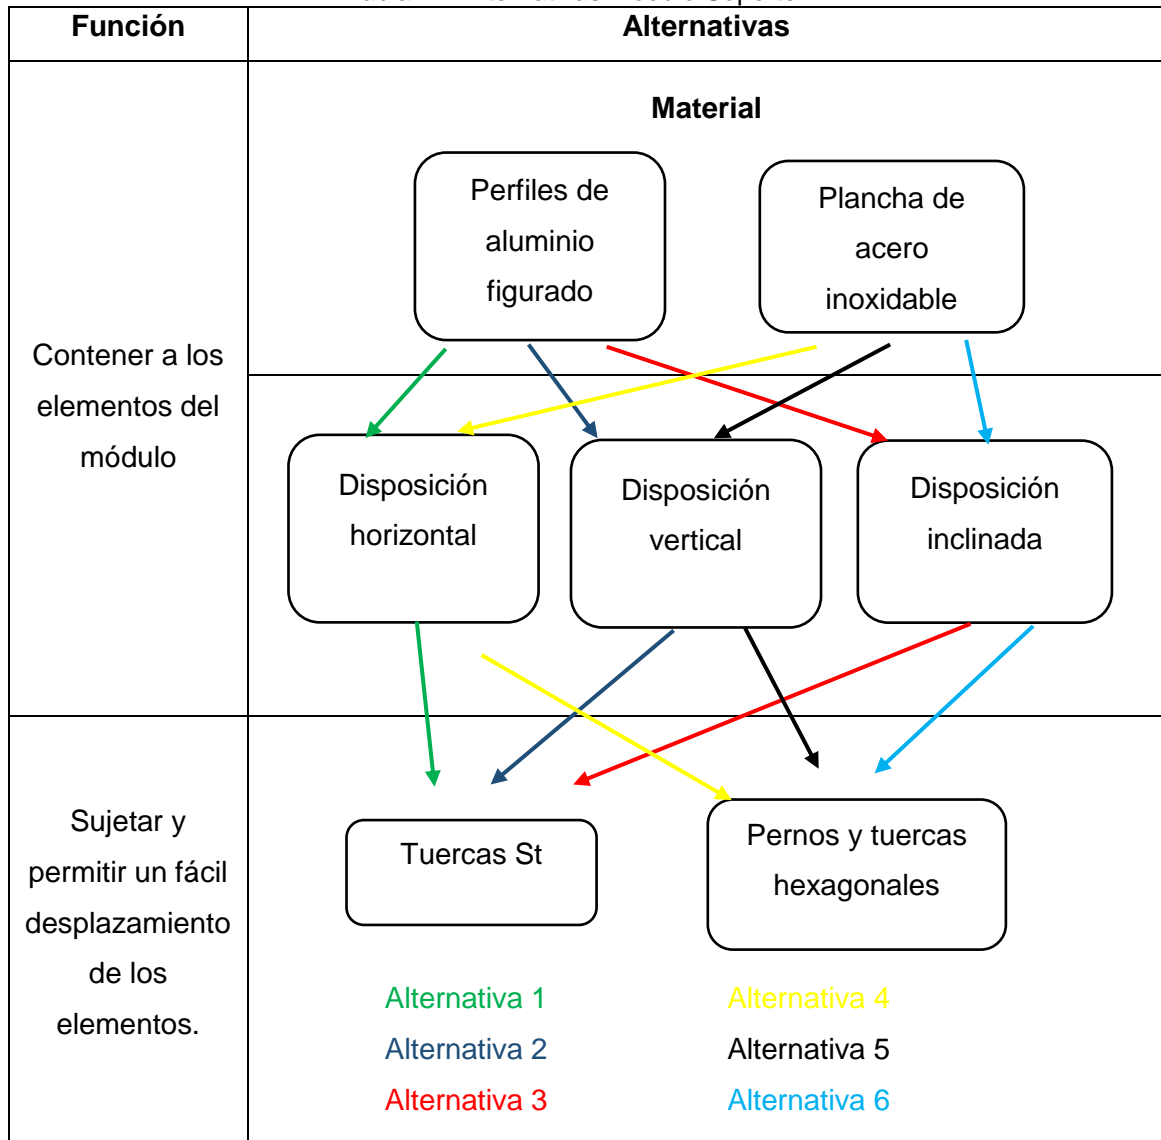 Función
Alternativas
Material
Perfiles de
aluminio
figurado
Plancha de
acero
inoxidable
Contener a los
elementos del
módulo
Disposición
horizontal
Disposición
vertical
Disposición
inclinada
Sujetar y
permitir un fácil
desplazamiento
de los
elementos.
Tuercas St
Pernos y tuercas
hexagonales
Alternativa 1
Alternativa 4
Alternativa 2
Alternativa 5
Alternativa 3
Alternativa 6